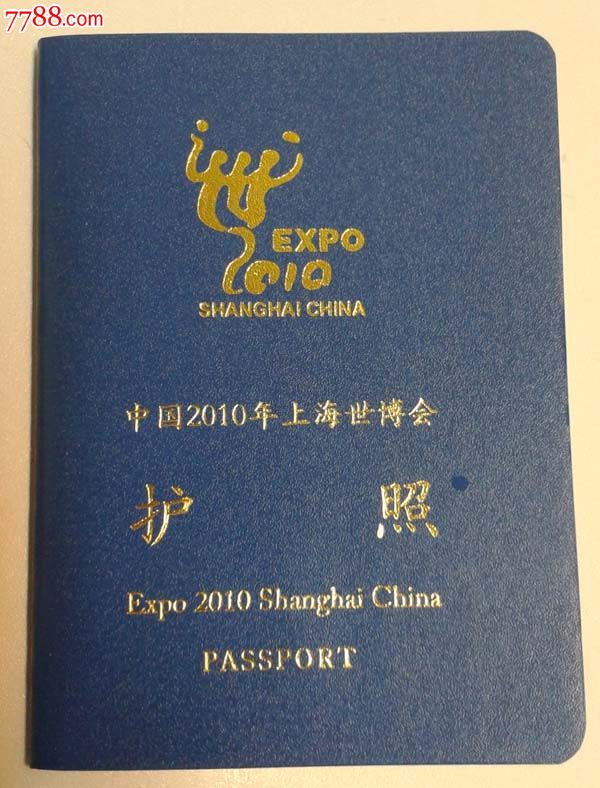 7788.com
EXPO
2010
SHANGHAI CHINA
中国2010年上海世博会
护照
Expo 2010 Shanghai China
PASSPORT